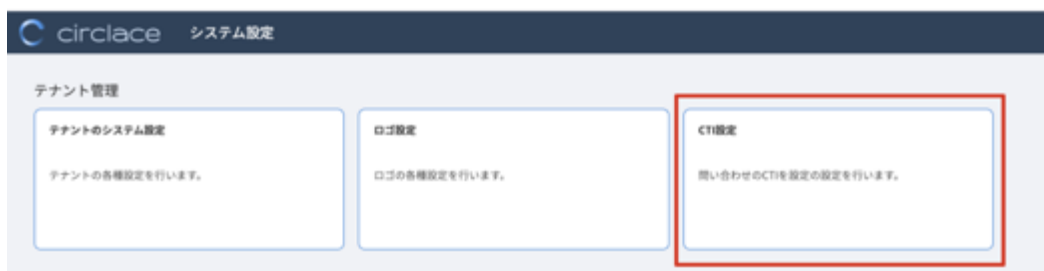 circlace システム設定
テナント管理
テナントのシステム設定
テナントの各種設定を行います。
ロゴ設定
ロゴの各種設定を行います。
CTI設定
問い合わせのCTIを設定の設定を行います。